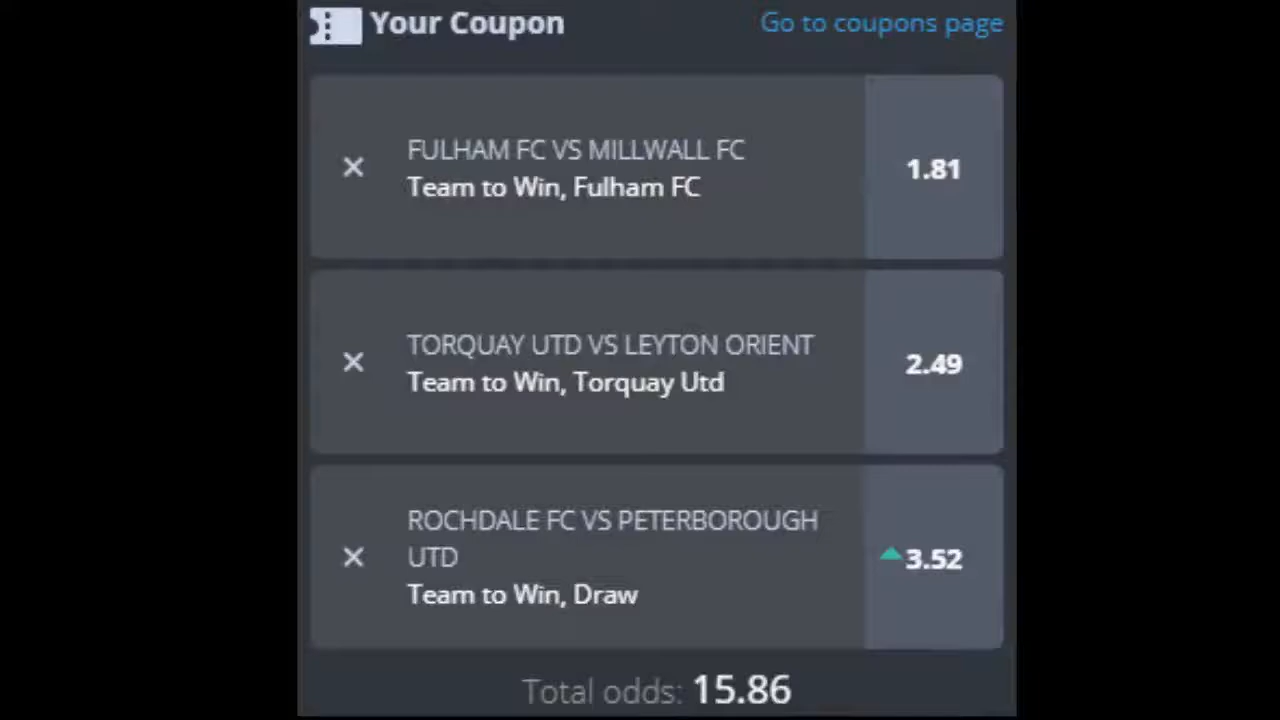 Your Coupon
Go to coupons page
FULHAM FC VS MILLWALL FC
Team to Win, Fulham FC
1.81
TORQUAY UTD VS LEYTON ORIENT
Team to Win, Torquay Utd
2.49
ROCHDALE FC VS PETERBOROUGH
UTD
Team to Win, Draw
3.52
Total odds: 15.86